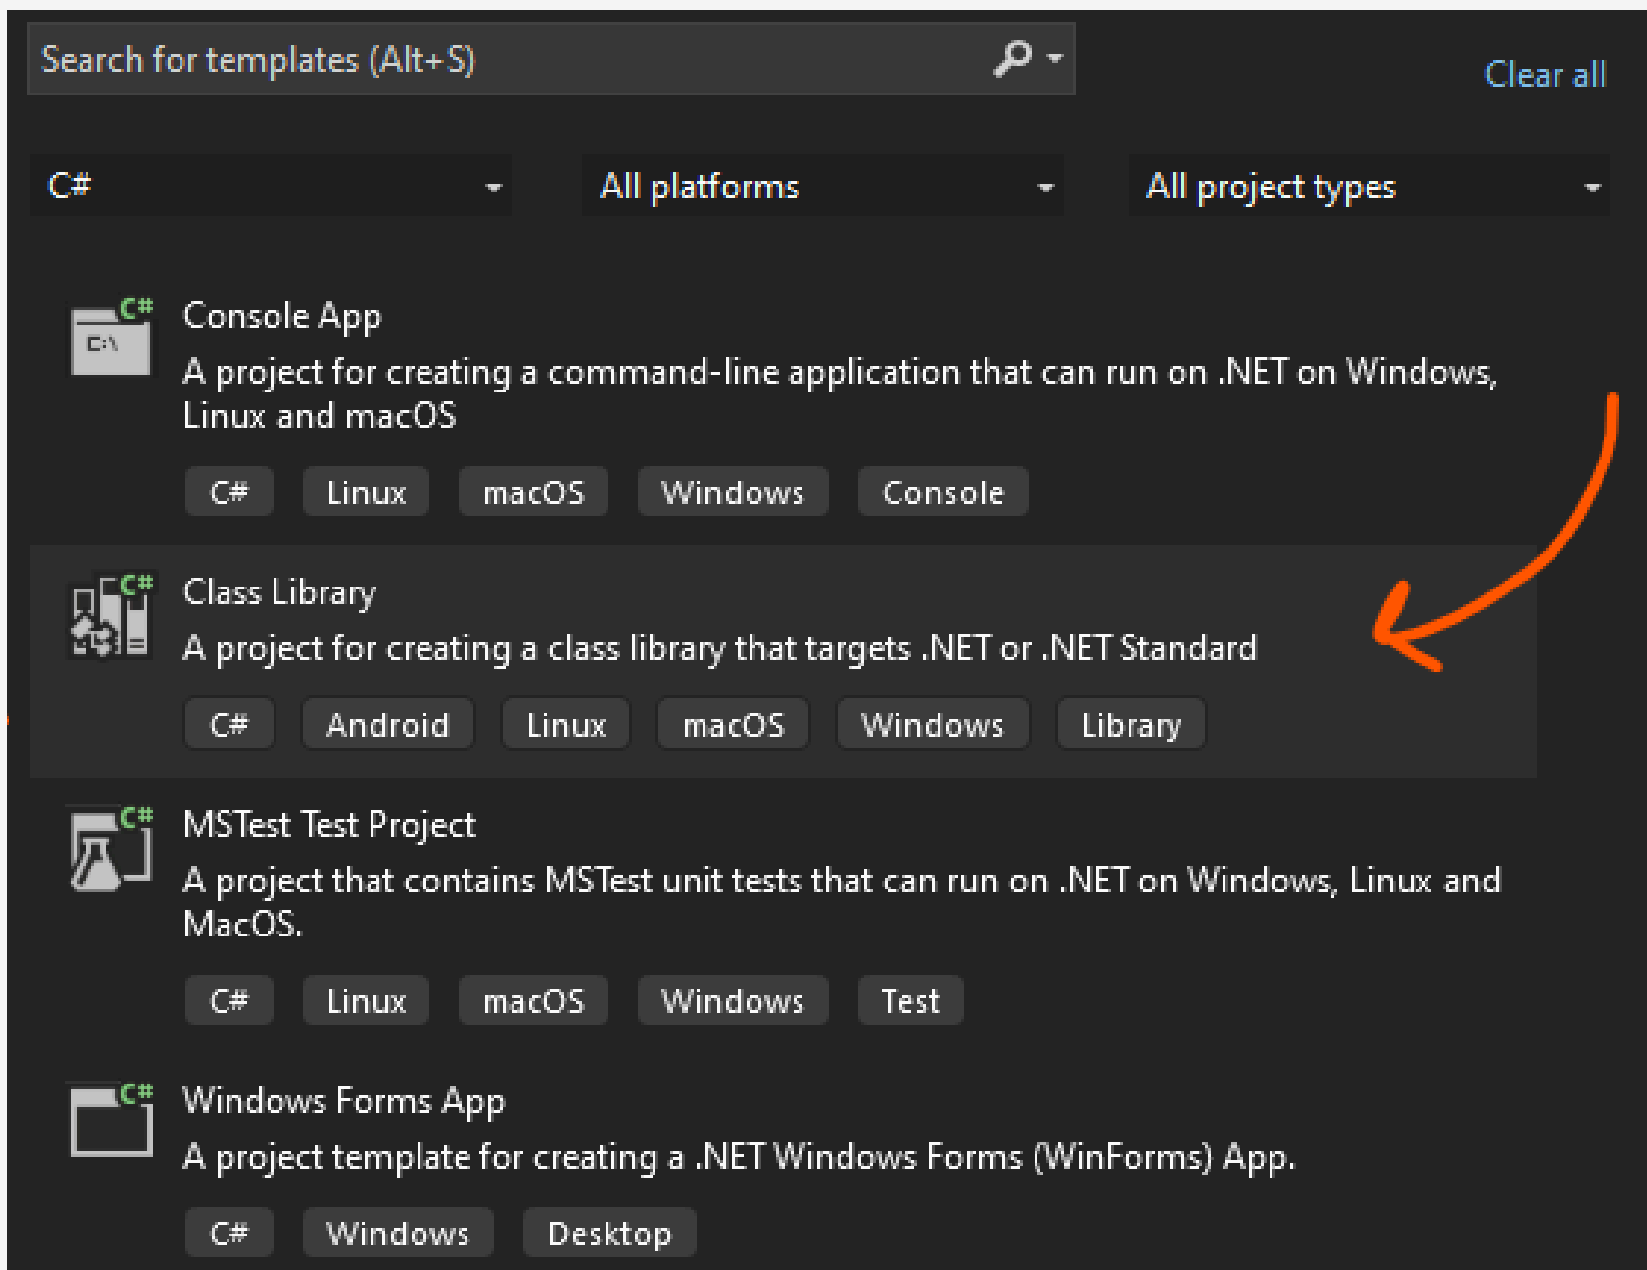 Search for templates (Alt+S)
Clear all
C#
All platforms
All project types
C#
C:\
Console App
A project for creating a command-line application that can run on .NET on Windows,
Linux and macOS
C# Linux macOS Windows Console
C#
Class Library
A project for creating a class library that targets .NET or .NET Standard
C# Android Linux macOS Windows Library
C#
MSTest Test Project
A project that contains MSTest unit tests that can run on .NET on Windows, Linux and
MacOS.
C# Linux macOS Windows Test
C#
Windows Forms App
A project template for creating a .NET Windows Forms (WinForms) App.
C# Windows Desktop